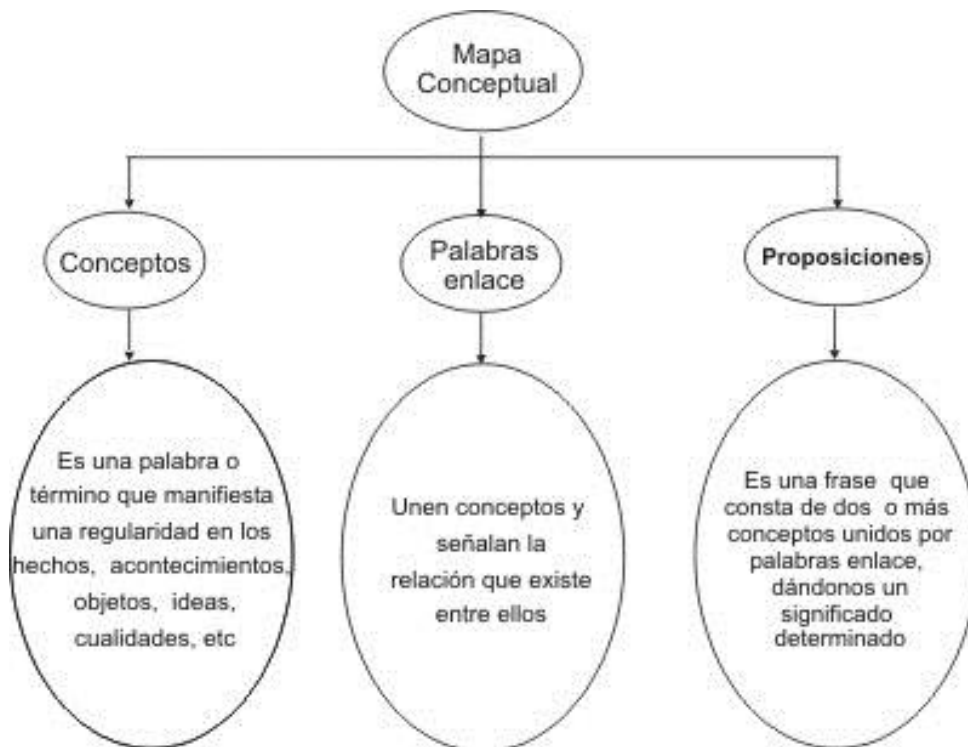 Mapa
Conceptual
Conceptos
Palabras
enlace
Proposiciones
Es una palabra o
término que manifiesta
una regularidad en los
hechos, acontecimientos,
objetos, ideas,
cualidades, etc
Unen conceptos y
señalan la
relación que existe
entre ellos
Es una frase que
consta de dos o más
conceptos unidos por
palabras enlace,
dándonos un
significado
determinado